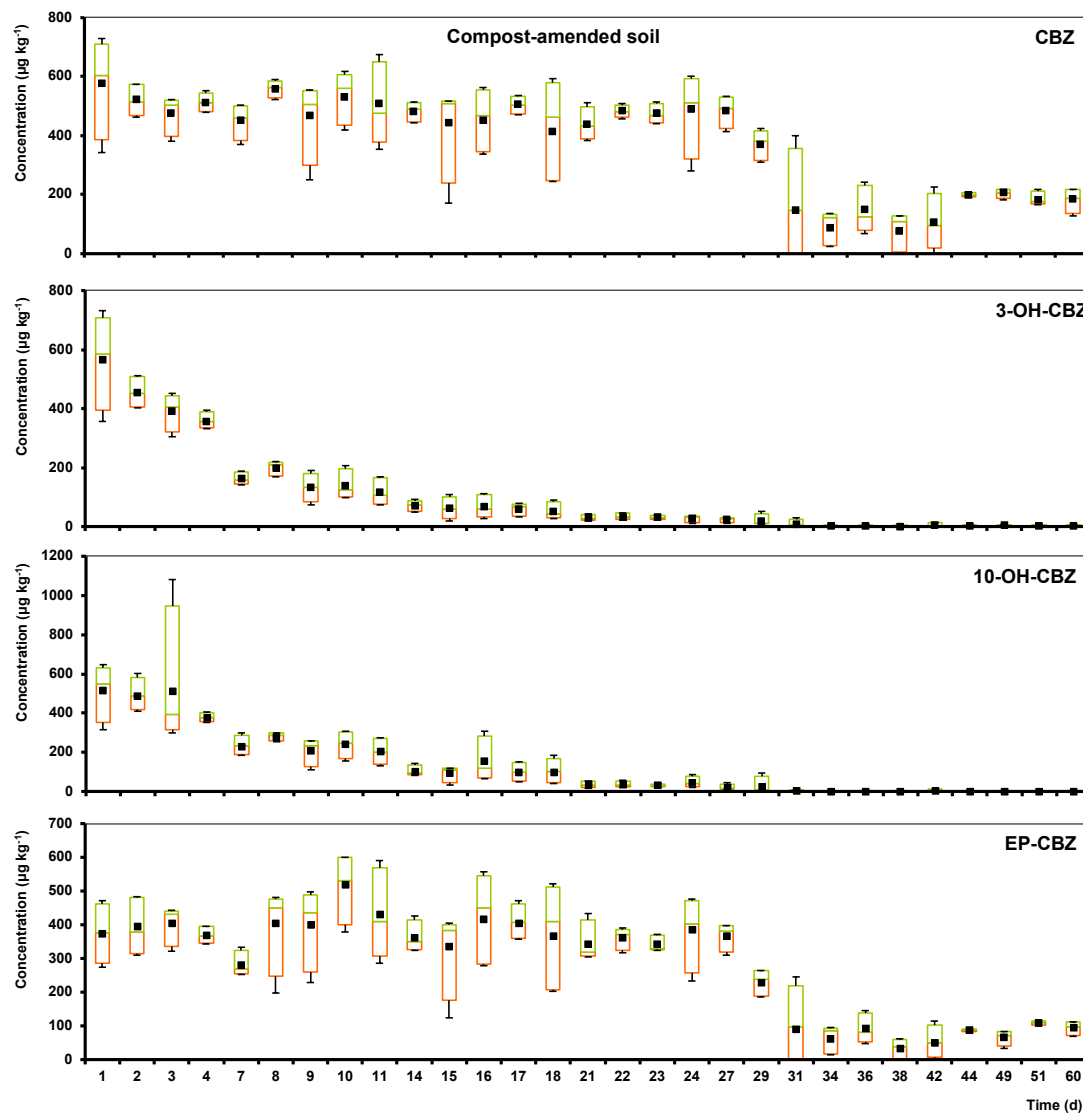 Compost-amended soil
CBZ
Concentration (µg kg-1)
800
600
400
200
0
3-OH-CBZ
Concentration (µg kg-1)
800
600
400
200
0
10-OH-CBZ
Concentration (µg kg-1)
1200
1000
800
600
400
200
0
EP-CBZ
Concentration (µg kg-1)
700
600
500
400
300
200
100
0
1 2 3 4 7 8 9 10 11 14 15 16 17 18 21 22 23 24 27 29 31 34 36 38 42 44 49 51 60
Time (d)